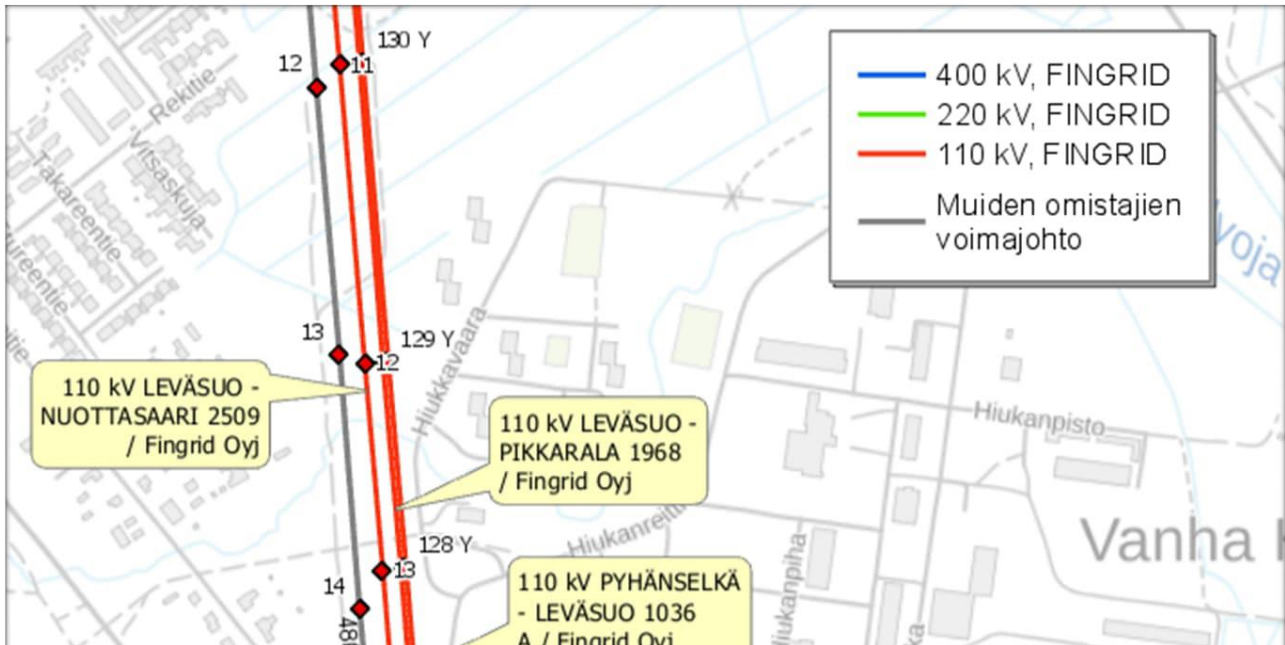 130 Y
12
11
400 kV, FINGRID
220 kV, FINGRID
110 kV, FINGRID
Muiden omistajien
voimajohto
Rekitie
Vitsaskuja
Takareentie
13
129 Y
12
Hiukkavaara
110 kV LEVÄSUO -
NUOTTASAARI 2509
/ Fingrid Oyj
110 kV LEVÄSUO -
PIKKARALA 1968
/ Fingrid Oyj
Hiukanpisto
Vanha
128 Y
13
14
110 kV PYHÄNSELKÄ
- LEVÄSUO 1036
A / Fingrid Oyj